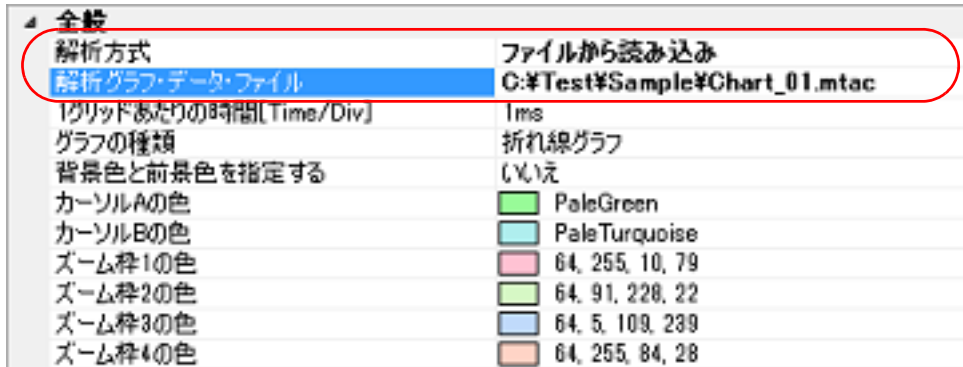 全般
解析方式 ファイルから読み込み
解析グラフ・データ・ファイル C:¥Test¥Sample¥Chart_01.mtac
1グリッドあたりの時間[Time/Div] 1ms
グラフの種類 折れ線グラフ
背景色と前景色を指定する いいえ
カーソルAの色 PaleGreen
カーソルBの色 PaleTurquoise
ズーム枠1の色 64, 255, 10, 79
ズーム枠2の色 64, 91, 228, 22
ズーム枠3の色 64, 5, 109, 239
ズーム枠4の色 64, 255, 84, 28